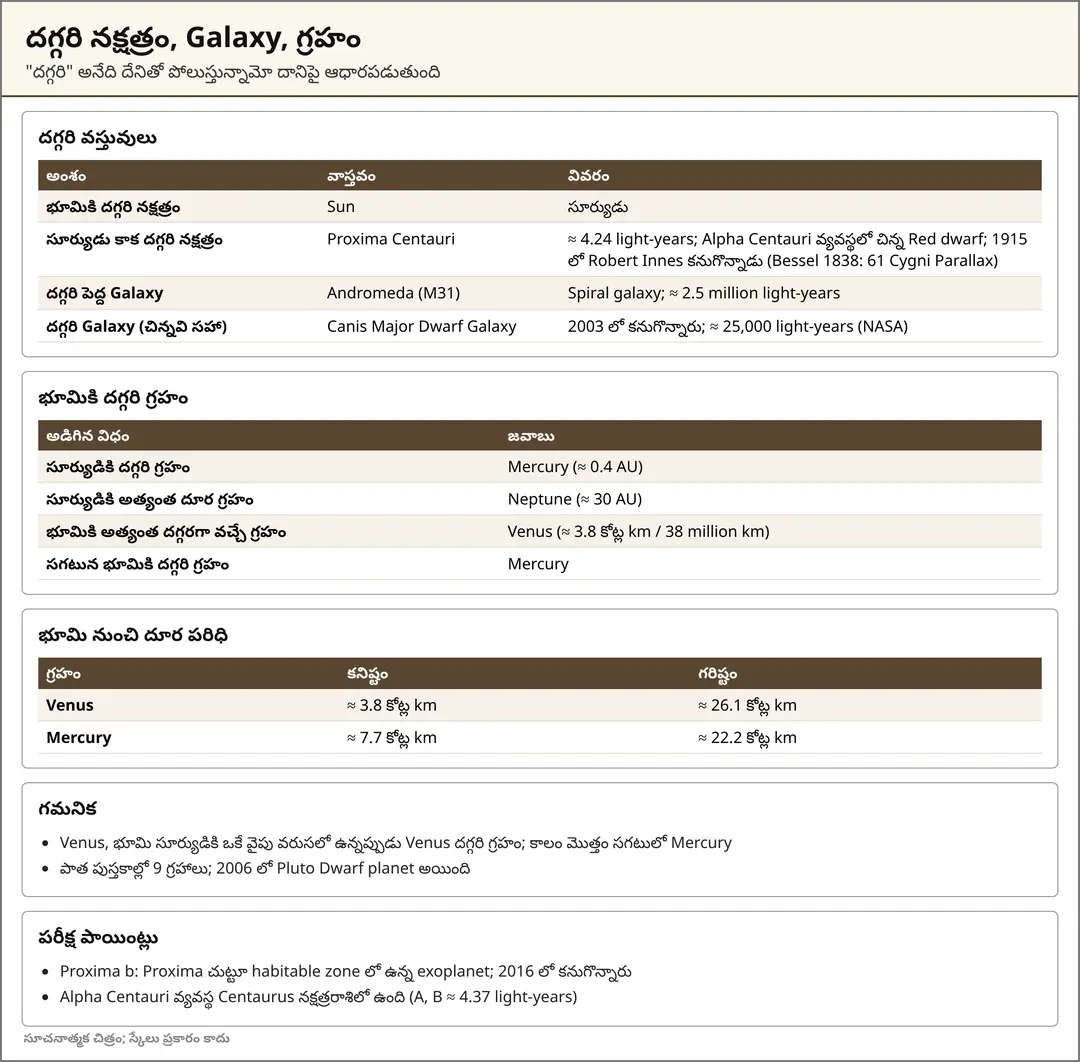 దగ్గరి నక్షత్రం, Galaxy, గ్రహం
"దగ్గరి" అనేది దేనితో పోలుస్తున్నామో దానిపై ఆధారపడుతుంది
దగ్గరి వస్తువులు
అంశం వాస్తవం వివరం
భూమికి దగ్గరి నక్షత్రం Sun సూర్యుడు
సూర్యుడు కాక దగ్గరి నక్షత్రం Proxima Centauri ≈ 4.24 light-years; Alpha Centauri వ్యవస్థలో చిన్న Red dwarf; 1915
లో Robert Innes కనుగొన్నాడు (Bessel 1838: 61 Cygni Parallax)
దగ్గరి పెద్ద Galaxy Andromeda (M31) Spiral galaxy; ≈ 2.5 million light-years
దగ్గరి Galaxy (చిన్నవి సహా) Canis Major Dwarf Galaxy 2003 లో కనుగొన్నారు; ≈ 25,000 light-years (NASA)
భూమికి దగ్గరి గ్రహం
అడిగిన విధం జవాబు
సూర్యుడికి దగ్గరి గ్రహం Mercury (≈ 0.4 AU)
సూర్యుడికి అత్యంత దూర గ్రహం Neptune (≈ 30 AU)
భూమికి అత్యంత దగ్గరగా వచ్చే గ్రహం Venus (≈ 3.8 కోట్ల km / 38 million km)
సగటున భూమికి దగ్గరి గ్రహం Mercury
భూమి నుంచి దూర పరిధి
గ్రహం కనిష్టం గరిష్టం
Venus ≈ 3.8 కోట్ల km ≈ 26.1 కోట్ల km
Mercury ≈ 7.7 కోట్ల km ≈ 22.2 కోట్ల km
గమనిక
• Venus, భూమి సూర్యుడికి ఒకే వైపు వరుసలో ఉన్నప్పుడు Venus దగ్గరి గ్రహం; కాలం మొత్తం సగటులో Mercury
• పాత పుస్తకాల్లో 9 గ్రహాలు; 2006 లో Pluto Dwarf planet అయింది
పరీక్ష పాయింట్లు
• Proxima b: Proxima చుట్టూ habitable zone లో ఉన్న exoplanet; 2016 లో కనుగొన్నారు
• Alpha Centauri వ్యవస్థ Centaurus నక్షత్రరాశిలో ఉంది (A, B ≈ 4.37 light-years)
సూచనాత్మక చిత్రం; స్కేలు ప్రకారం కాదు